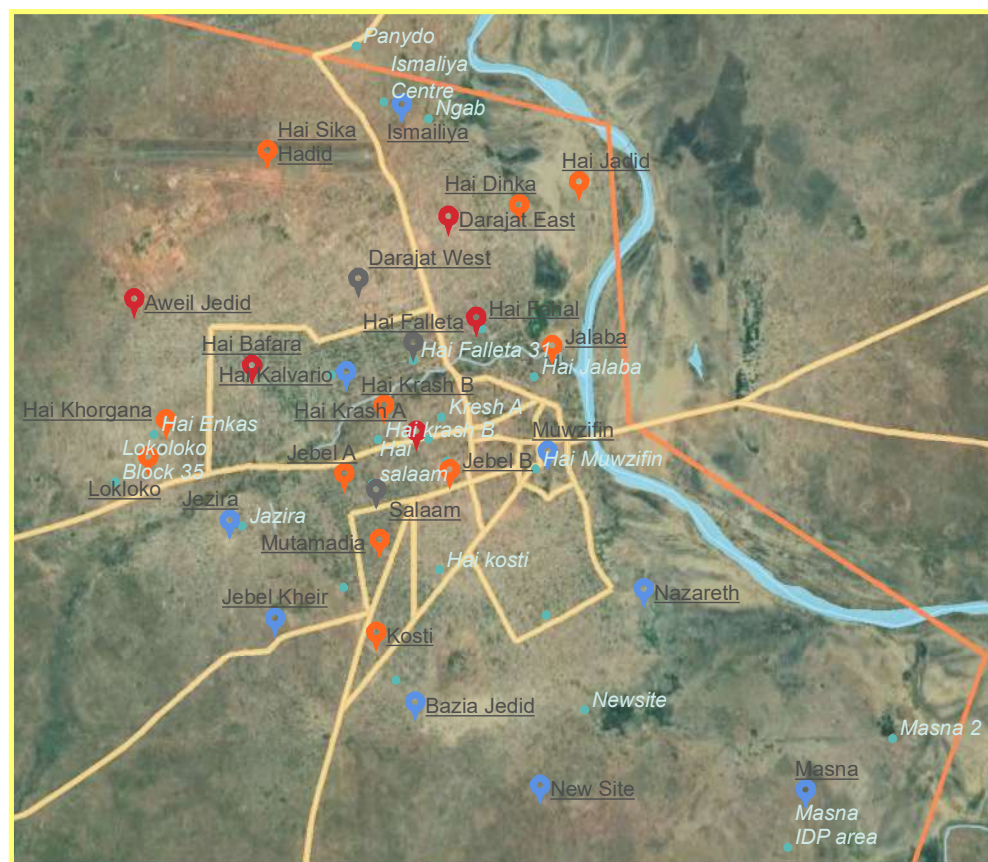 Panydo
Ismaliya
Centre
Ngab
Ismailiya
Hai Sika
Hadid
Hai Jadid
Hai Dinka
Darajat East
Darajat West
Aweil Jedid
Hai Fahal
Hai Falleta
Jalaba
Hai Bafara
Hai Falleta 31
Hai Kalvario
Hai Jalaba
Hai Krash B
Hai Khorgana
Hai Krash A
Kresh A
Hai Enkas
Hai krash B
Muwzifin
Lokoloko
Block 35
Jebel A
Hai
salaam
Jebel B
Hai Muwzifin
Lokloko
Jezira
Jazira
Salaam
Mutamadia
Hai kosti
Jebel Kheir
Nazareth
Kosti
Bazia Jedid
Newsite
Masna 2
Masna
New Site
Masna
IDP area